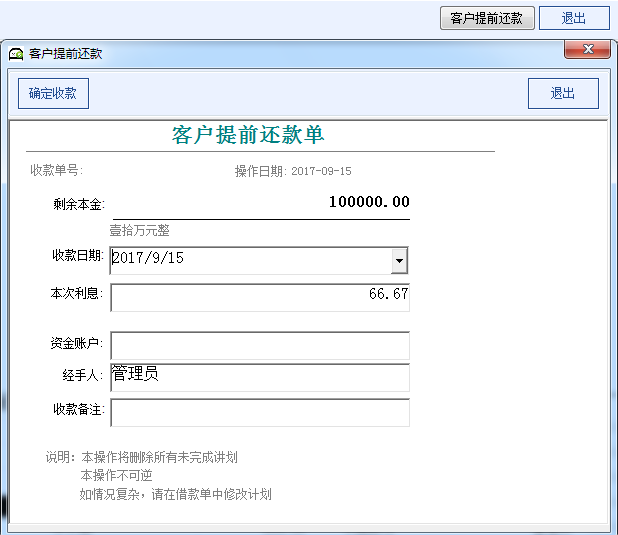 客户提前还款 退出
客户提前还款
确定收款 退出
客户提前还款单
收款单号: 操作日期: 2017-09-15
剩余本金: 100000.00
壹拾万元整
收款日期: 2017/9/15
本次利息: 66.67
资金账户:
经手人: 管理员
收款备注:
说明：本操作将删除所有未完成讲划
本操作不可逆
如情况复杂，请在借款单中修改计划